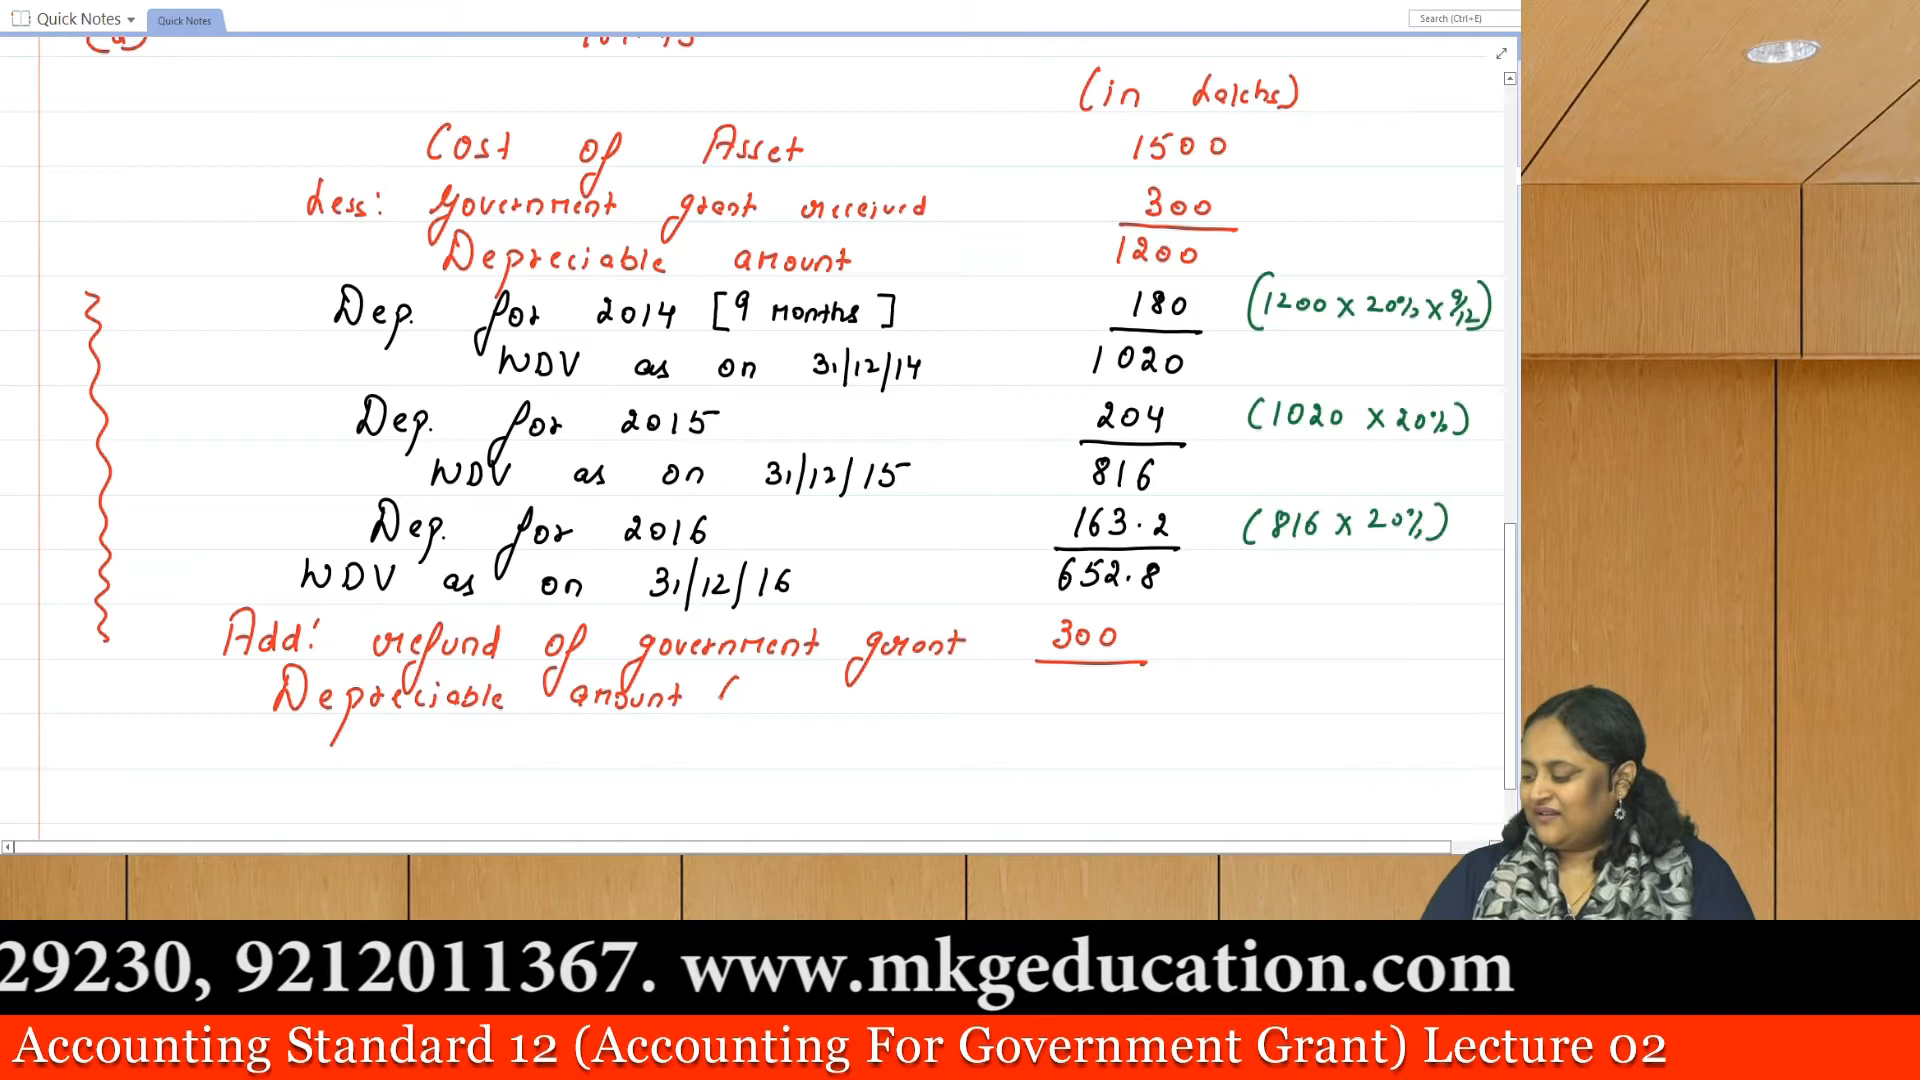 Quick Notes
Quick Notes
Search (Ctrl+E)
(in Lakhs)
Cost of Asset 1500
Less: Government grant received 300
Depreciable amount 1200
Dep. for 2014 [9 Months] 180 (1200 x 20% x 9/12)
WDV as on 31/12/14 1020
Dep. for 2015 204 (1020 x 20%)
WDV as on 31/12/15 816
Dep. for 2016 163.2 (816 x 20%)
WDV as on 31/12/16 652.8
Add: refund of government grant 300
Depreciable amount (
29230, 9212011367. www.mkgeducation.com
Accounting Standard 12 (Accounting For Government Grant) Lecture 02